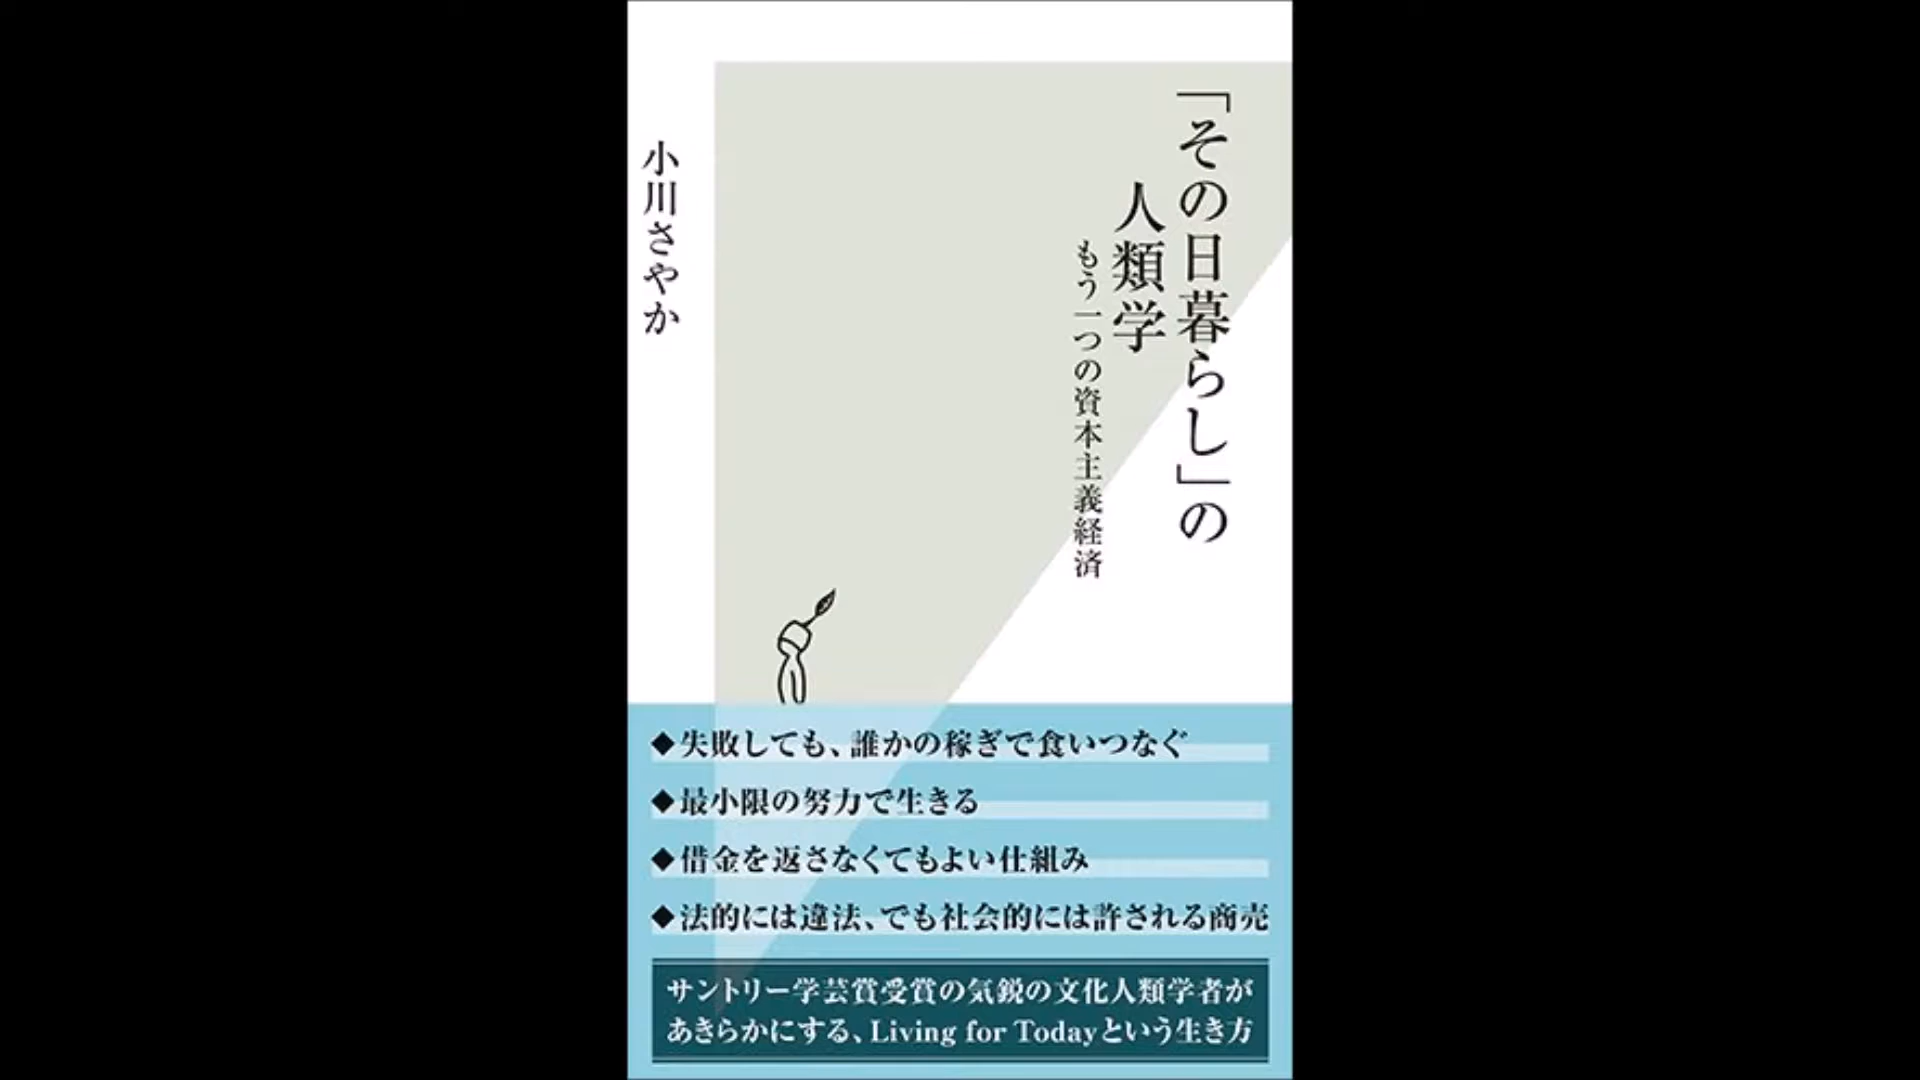 「その日暮らし」の
人類学
もう一つの資本主義経済
小川さやか
◆失敗しても、誰かの稼ぎで食いつなぐ
◆最小限の努力で生きる
◆借金を返さなくてもよい仕組み
◆法的には違法、でも社会的には許される商売
サントリー学芸賞受賞の気鋭の文化人類学者が
あきらかにする、Living for Todayという生き方